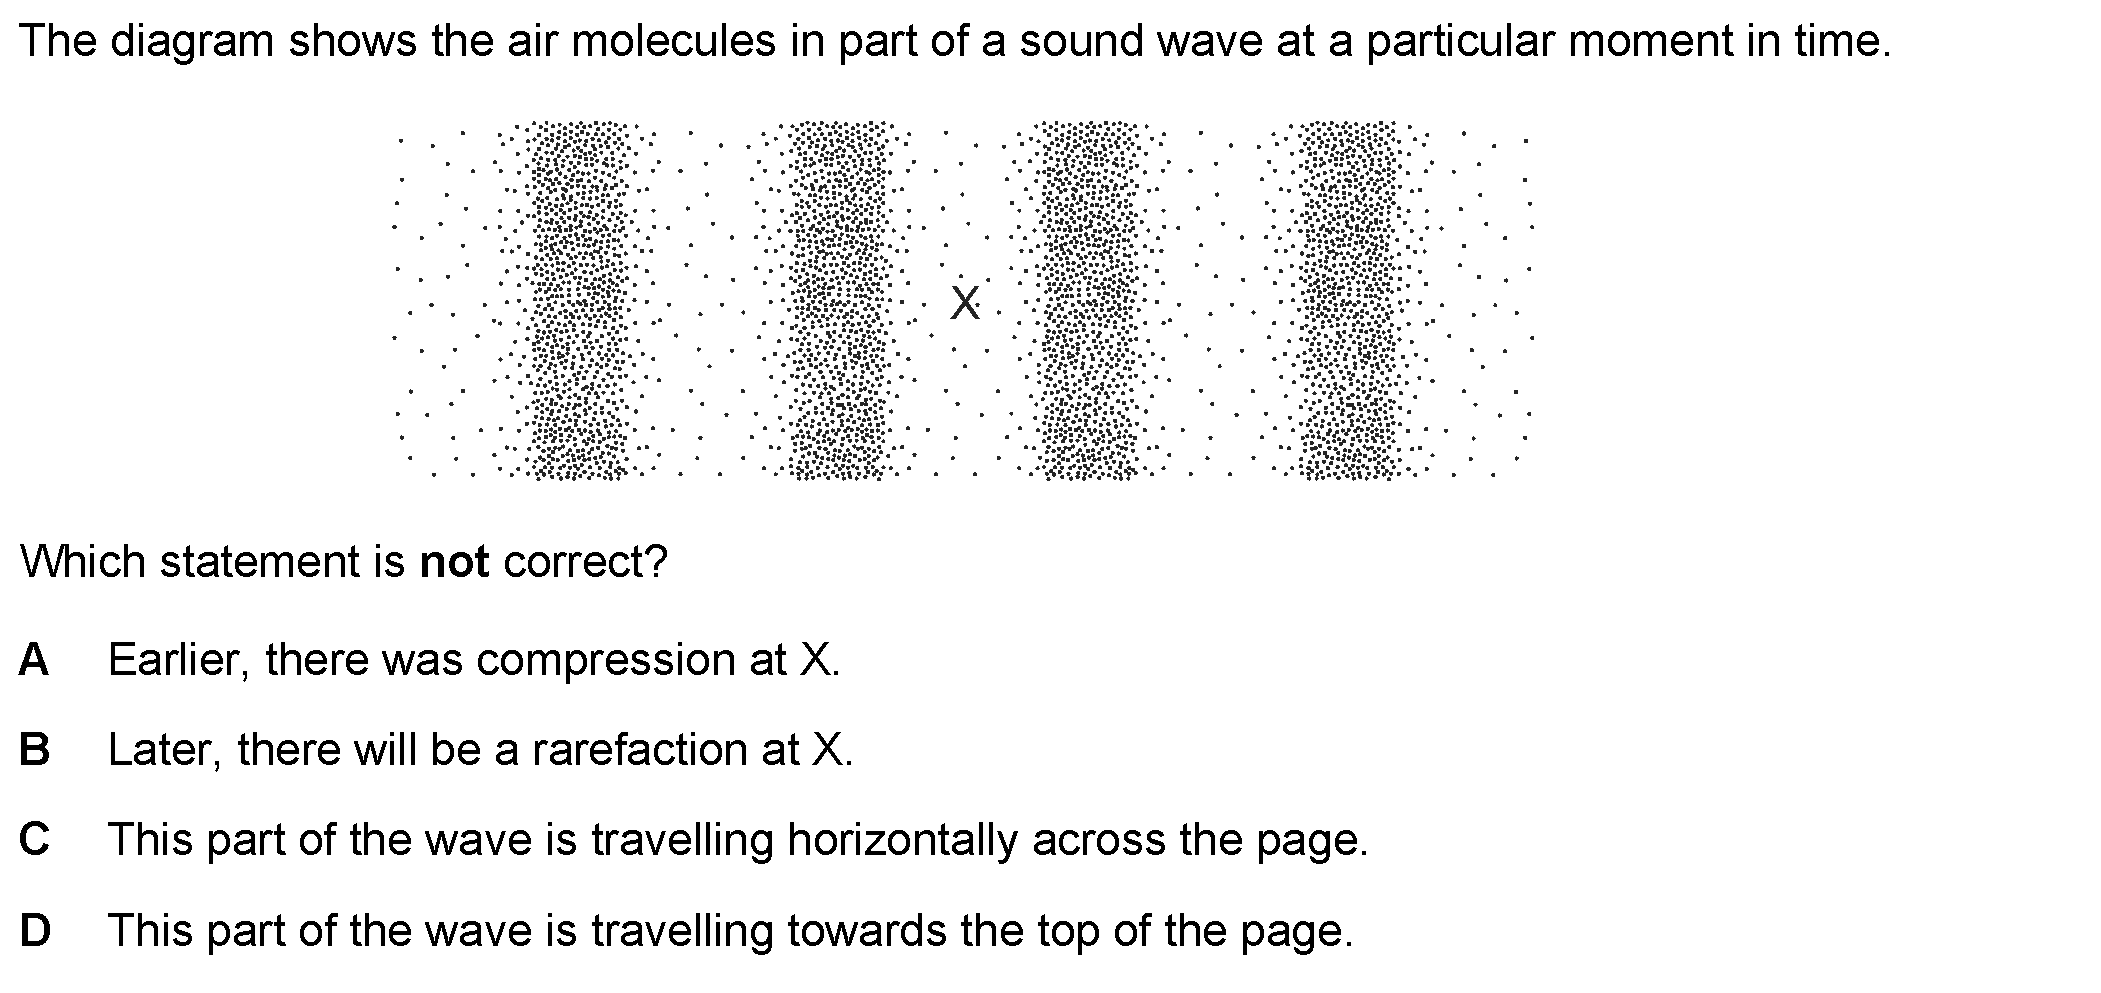 The diagram shows the air molecules in part of a sound wave at a particular moment in time.
X
Which statement is not correct?
A Earlier, there was compression at X.
B Later, there will be a rarefaction at X.
C This part of the wave is travelling horizontally across the page.
D This part of the wave is travelling towards the top of the page.